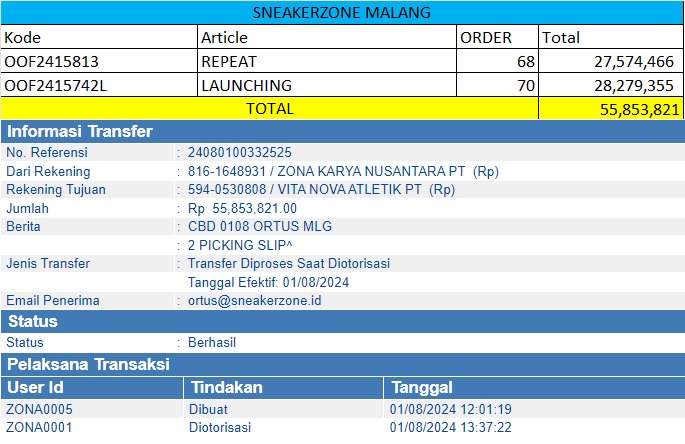 SNEAKERZONE MALANG
Kode Article ORDER Total
OOF2415813 REPEAT 68 27,574,466
OOF2415742L LAUNCHING 70 28,279,355
TOTAL 55,853,821
Informasi Transfer
No. Referensi : 24080100332525
Dari Rekening : 816-1648931 / ZONA KARYA NUSANTARA PT (Rp)
Rekening Tujuan : 594-0530808 / VITA NOVA ATLETIK PT (Rp)
Jumlah : Rp 55,853,821.00
Berita : CBD 0108 ORTUS MLG
: 2 PICKING SLIP^
Jenis Transfer : Transfer Diproses Saat Diotorisasi
Tanggal Efektif: 01/08/2024
Email Penerima : ortus@sneakerzone.id
Status
Status : Berhasil
Pelaksana Transaksi
User Id Tindakan Tanggal
ZONA0005 Dibuat 01/08/2024 12:01:19
ZONA0001 Diotorisasi 01/08/2024 13:37:22